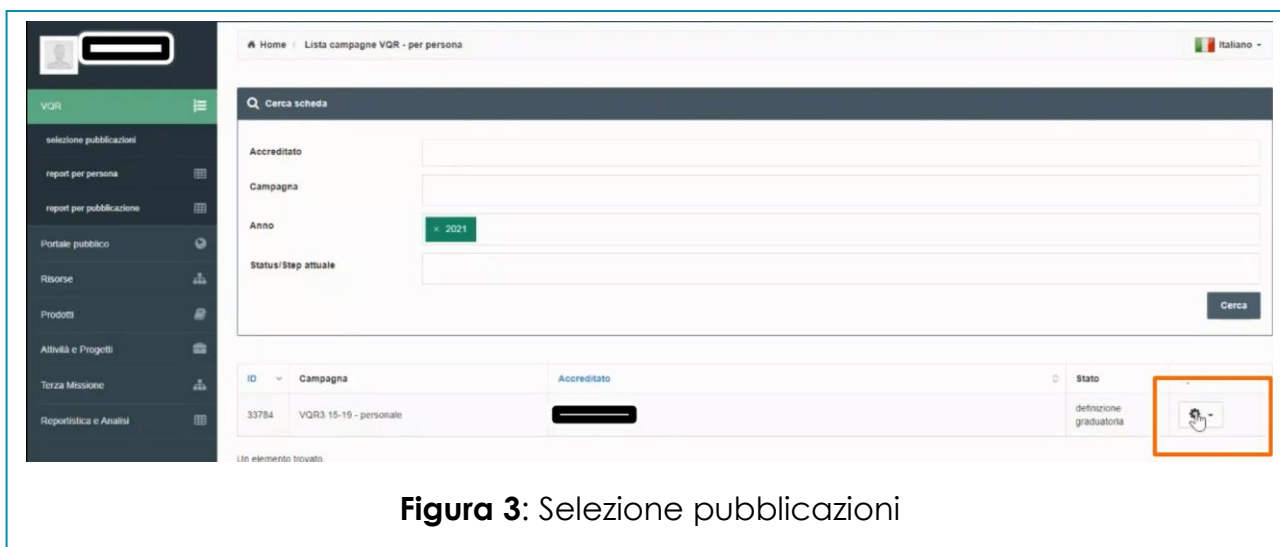 Home / Lista campagne VQR - per persona
Italiano
VQR
Cerca scheda
selezione pubblicazioni
report per persona
report per pubblicazione
Portale pubblico
Risorse
Prodotti
Attività e Progetti
Terza Missione
Reportistica e Analisi
Accreditato
Campagna
Anno
× 2021
Status/Step attuale
Cerca
ID Campagna Accreditato Stato
33784 VQR3 15-19 - personale definizione graduatoria
Un elemento trovato.
Figura 3: Selezione pubblicazioni